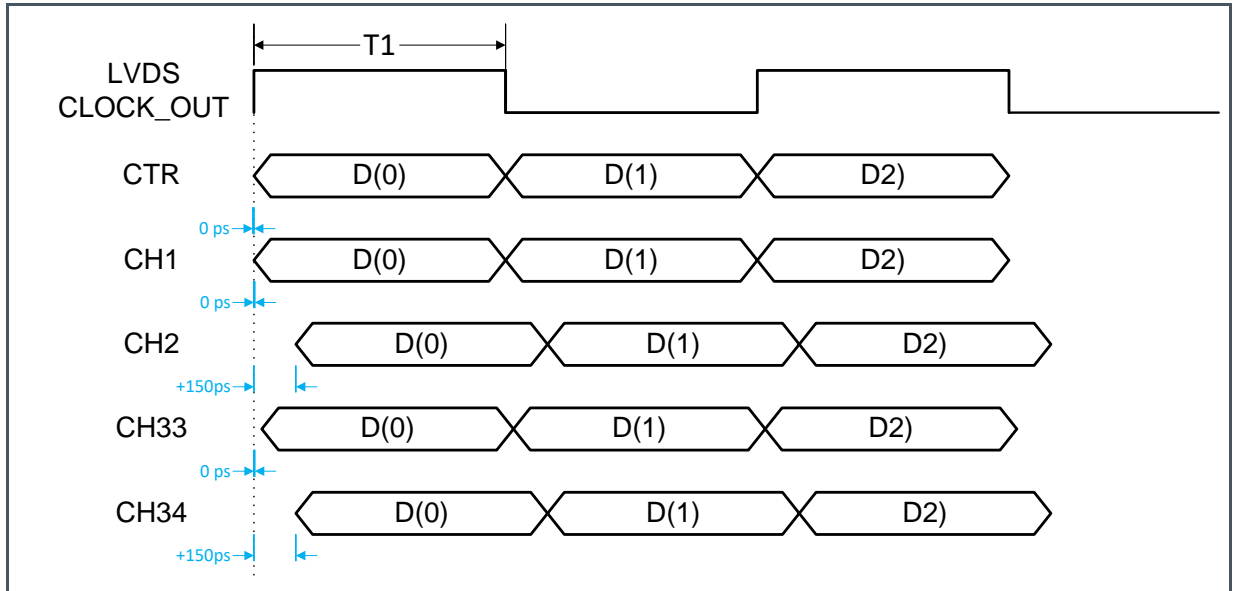 T1
LVDS
CLOCK_OUT
CTR D(0) D(1) D2)
0 ps
CH1 D(0) D(1) D2)
0 ps
CH2 D(0) D(1) D2)
+150ps
CH33 D(0) D(1) D2)
0 ps
CH34 D(0) D(1) D2)
+150ps